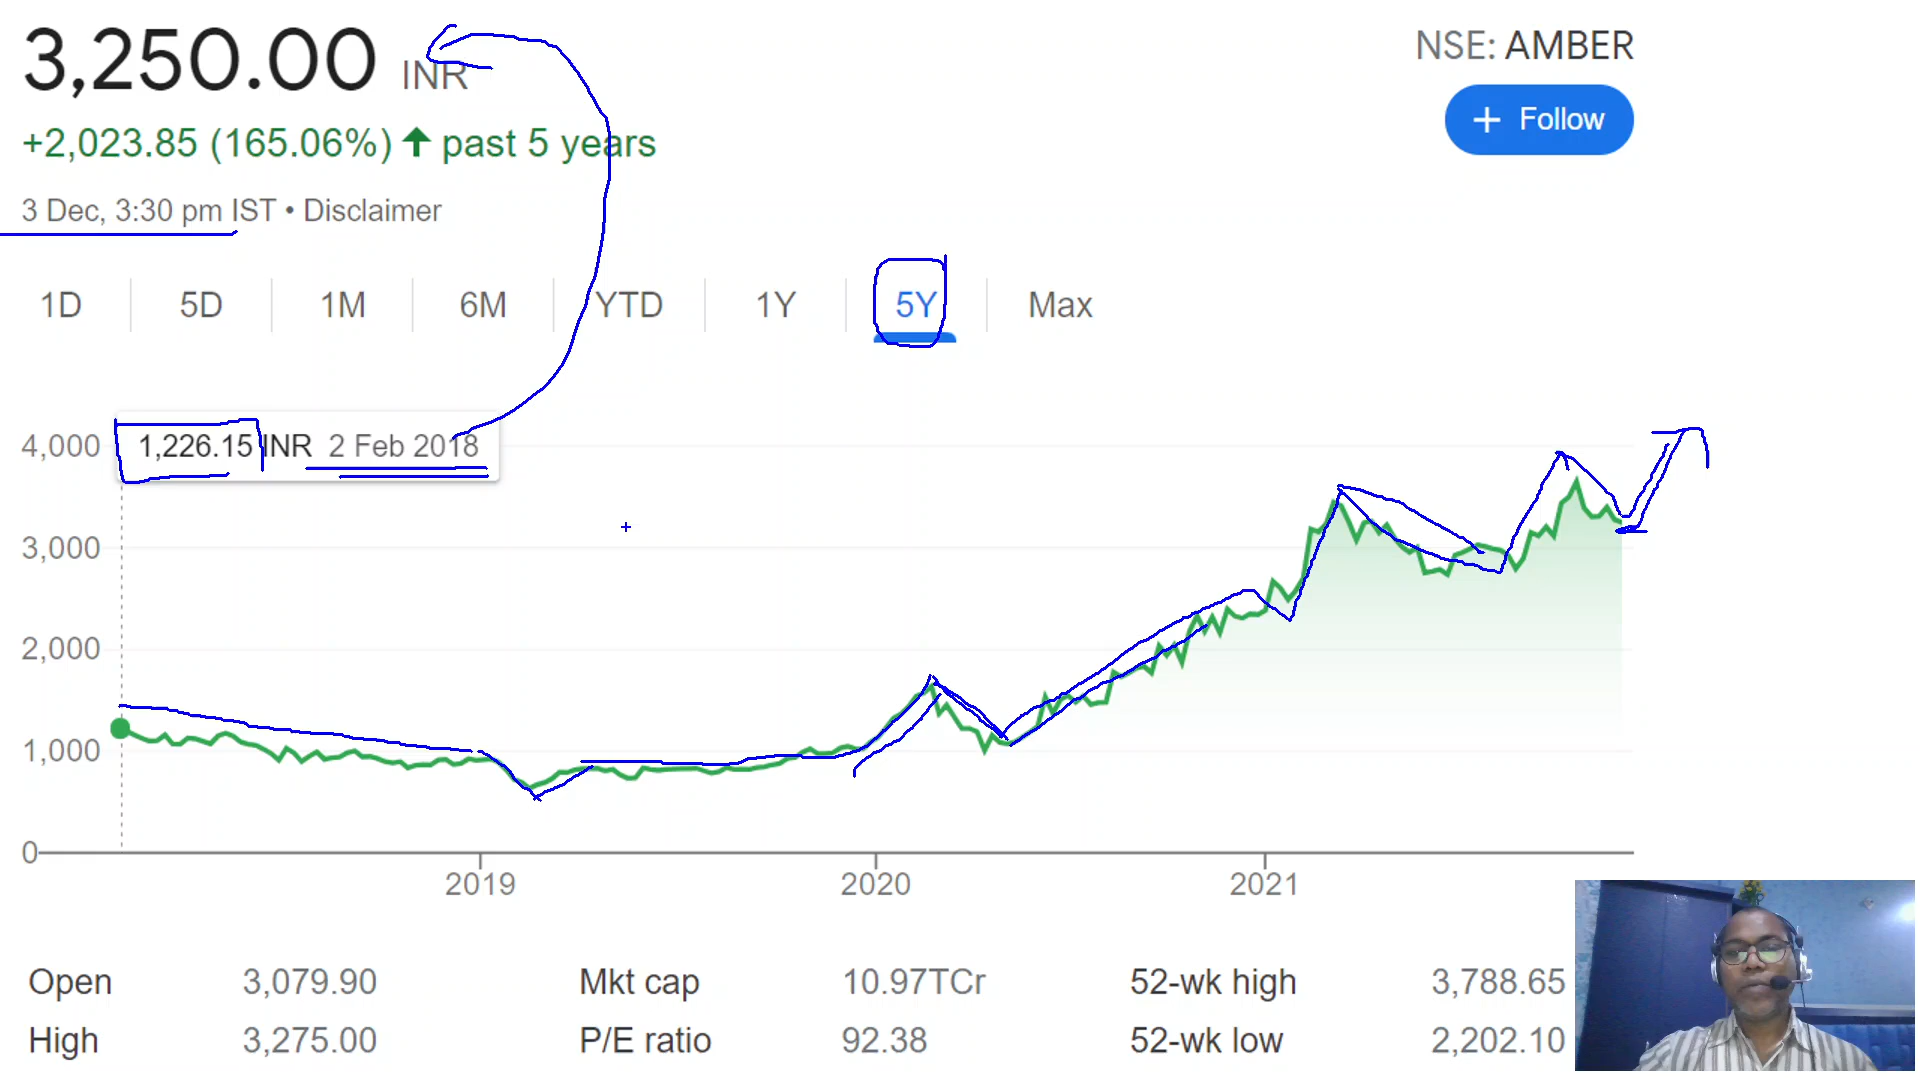 3,250.00 INR
NSE: AMBER
+ Follow
+2,023.85 (165.06%) ↑ past 5 years
3 Dec, 3:30 pm IST • Disclaimer
1D 5D 1M 6M YTD 1Y 5Y Max
1,226.15 INR 2 Feb 2018
4,000
3,000
2,000
1,000
0
2019 2020 2021
Open 3,079.90 Mkt cap 10.97TCr 52-wk high 3,788.65
High 3,275.00 P/E ratio 92.38 52-wk low 2,202.10